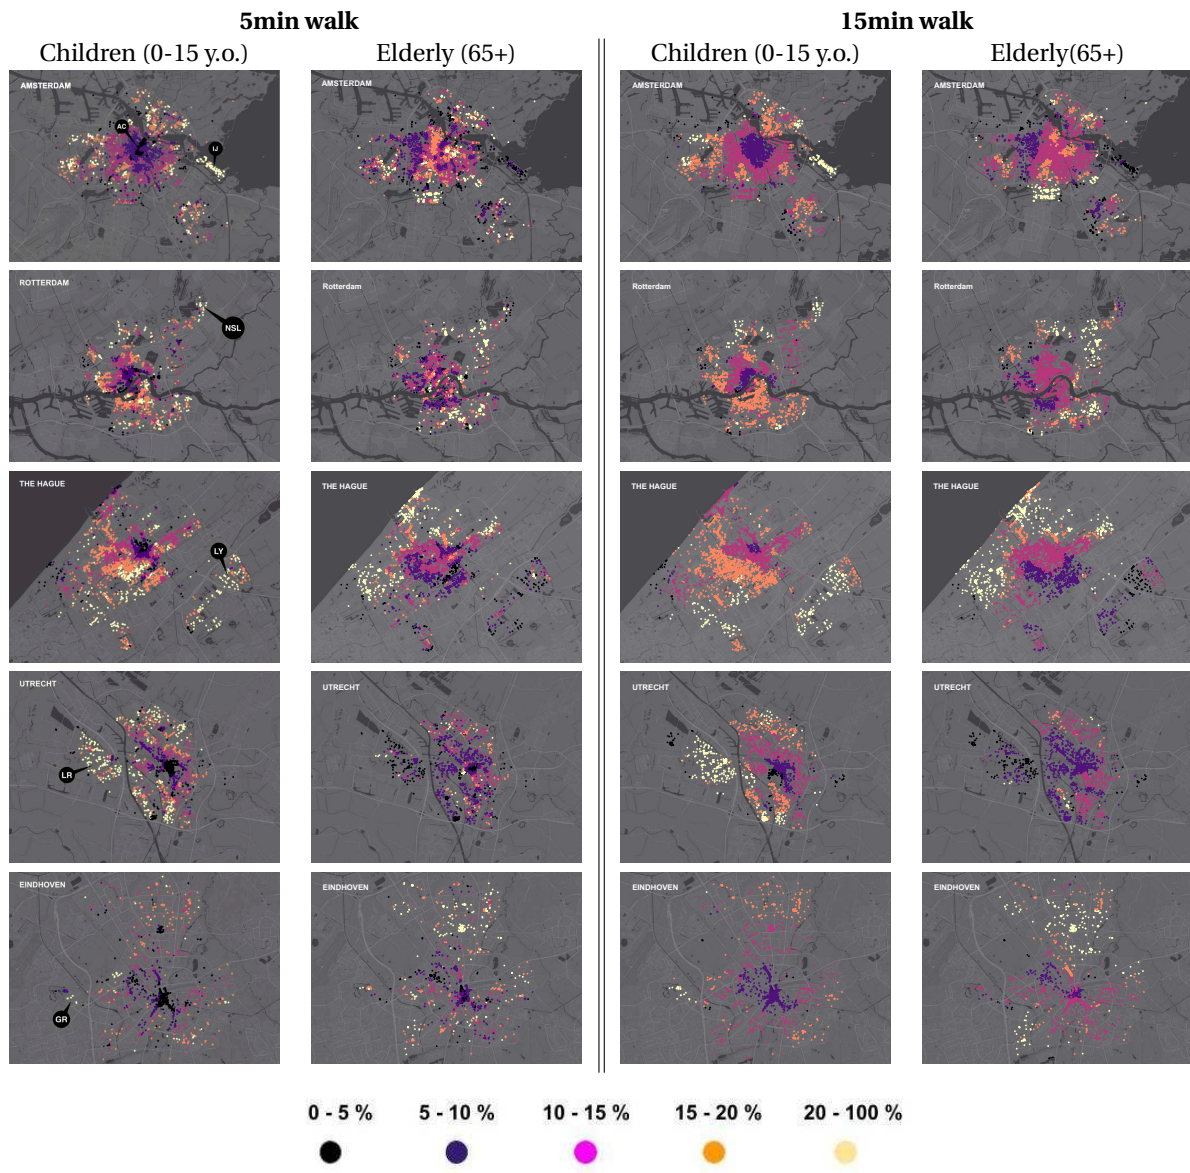 5min walk 15min walk
Children (0-15 y.o.) Elderly (65+) Children (0-15 y.o.) Elderly(65+)
AMSTERDAM AMSTERDAM AMSTERDAM AMSTERDAM
AC
IJ
ROTTERDAM Rotterdam Rotterdam Rotterdam
NSL
THE HAGUE THE HAGUE THE HAGUE THE HAGUE
LY
UTRECHT UTRECHT UTRECHT UTRECHT
LR
EINDHOVEN EINDHOVEN EINDHOVEN EINDHOVEN
GR
0 - 5 % 5 - 10 % 10 - 15 % 15 - 20 % 20 - 100 %